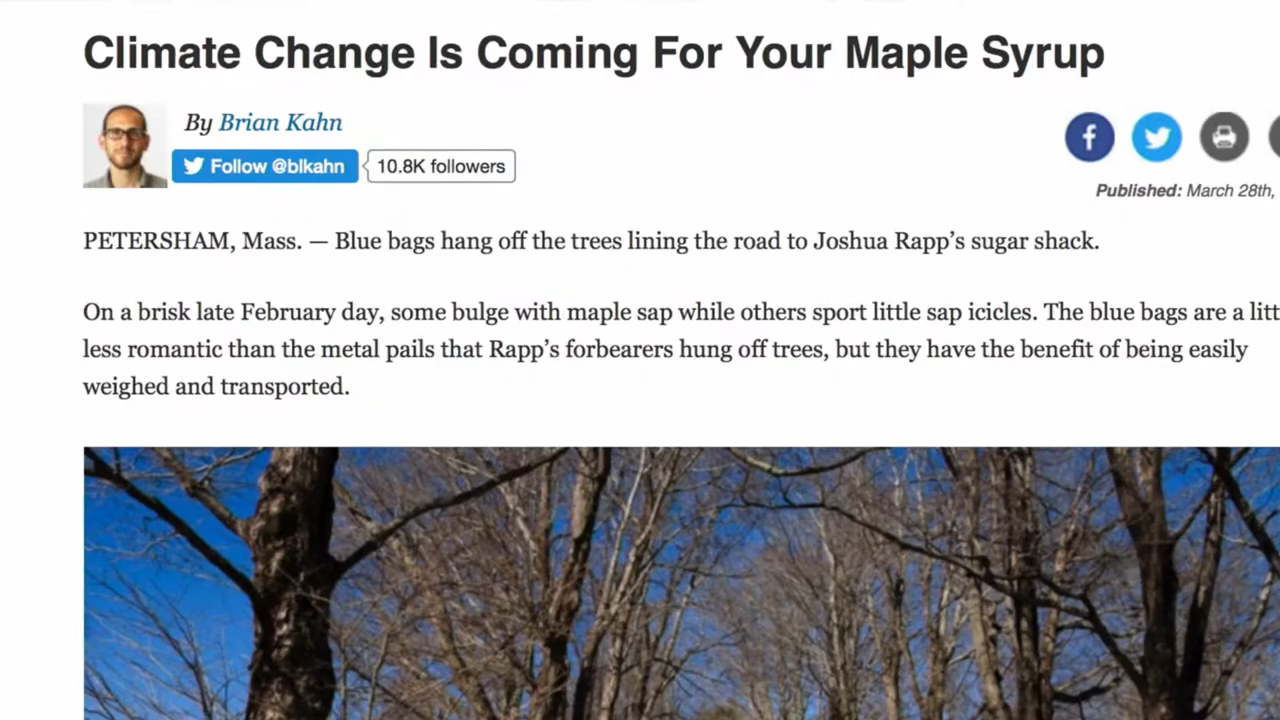 Climate Change Is Coming For Your Maple Syrup
By Brian Kahn
Follow @blkahn
10.8K followers
f
Published: March 28th,
PETERSHAM, Mass. — Blue bags hang off the trees lining the road to Joshua Rapp’s sugar shack.
On a brisk late February day, some bulge with maple sap while others sport little sap icicles. The blue bags are a
less romantic than the metal pails that Rapp’s forbearers hung off trees, but they have the benefit of being easily
weighed and transported.